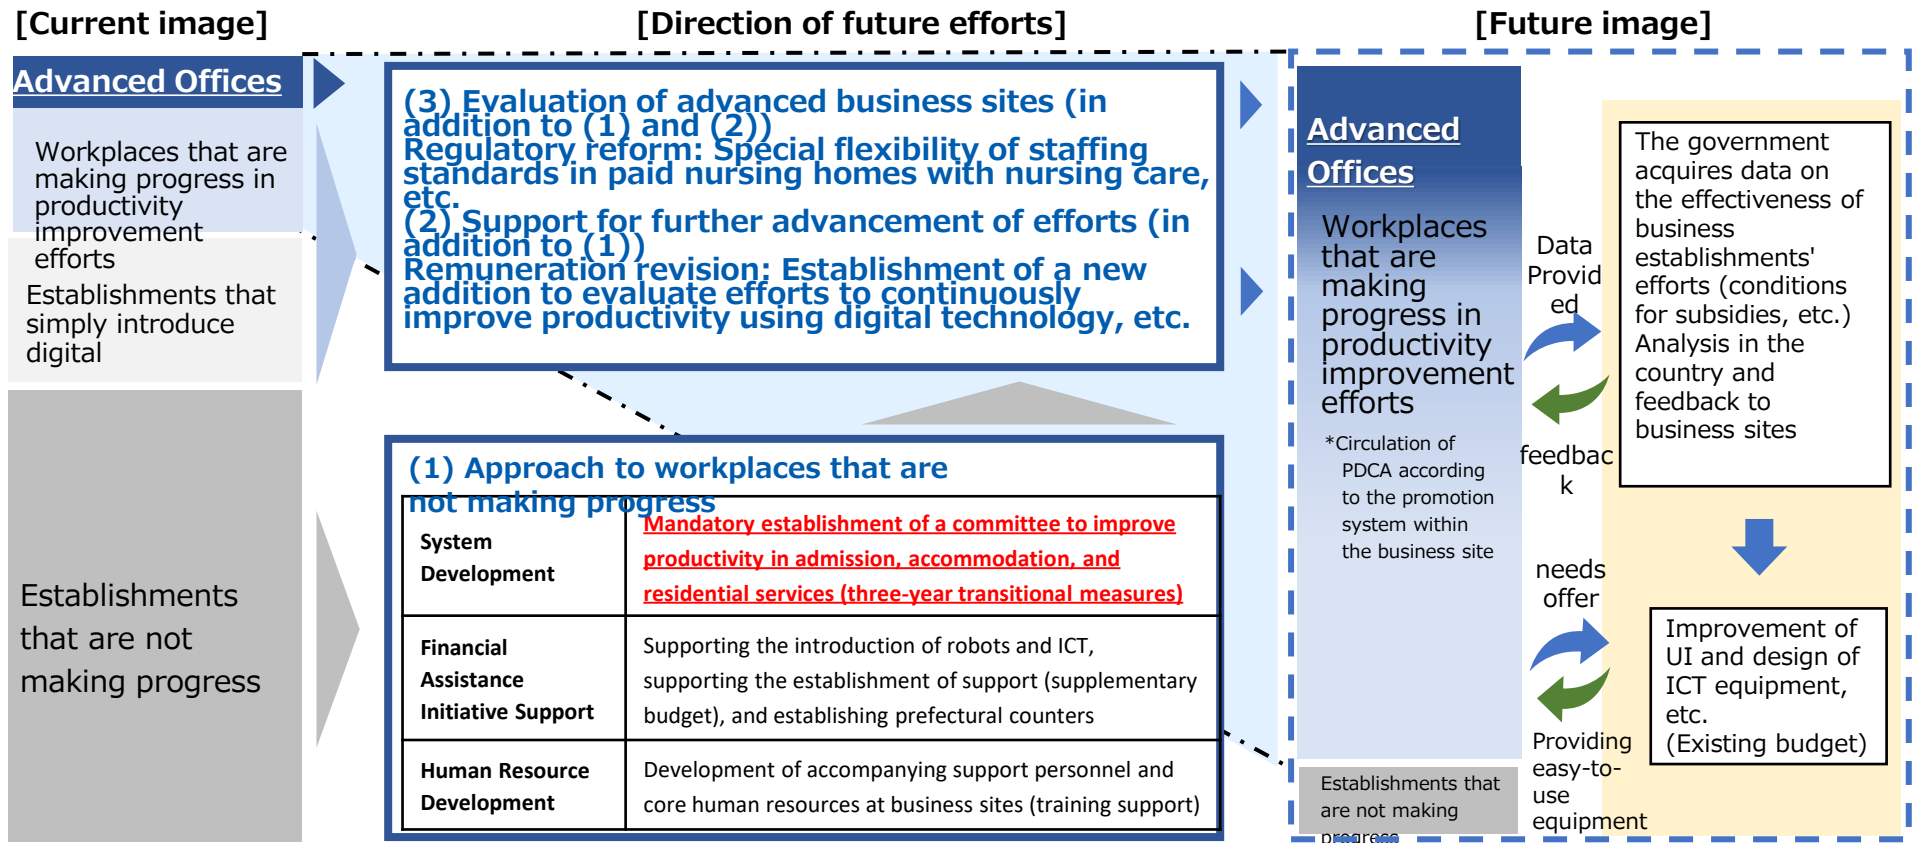 [Current image]
[Direction of future efforts]
[Future image]
Advanced Offices
Workplaces that are
making progress in
productivity
improvement
efforts
Establishments that
simply introduce
digital
Establishments
that are not
making progress
(3) Evaluation of advanced business sites (in
addition to (1) and (2))
Regulatory reform: Special flexibility of staffing
standards in paid nursing homes with nursing care,
etc.
(2) Support for further advancement of efforts (in
addition to (1))
Remuneration revision: Establishment of a new
addition to evaluate efforts to continuously
improve productivity using digital technology, etc.
(1) Approach to workplaces that are
not making progress
System
Development
Mandatory establishment of a committee to improve
productivity in admission, accommodation, and
residential services (three-year transitional measures)
Financial
Assistance
Initiative Support
Supporting the introduction of robots and ICT,
supporting the establishment of support (supplementary
budget), and establishing prefectural counters
Human Resource
Development
Development of accompanying support personnel and
core human resources at business sites (training support)
Advanced
Offices
Workplaces
that are
making
progress in
productivity
improvement
efforts
*Circulation of
PDCA according
to the promotion
system within
the business site
Establishments that
are not making
progress
Data
Provid
ed
feedbac
k
needs
offer
Providing
easy-to-
use
equipment
The government
acquires data on
the effectiveness of
business
establishments'
efforts (conditions
for subsidies, etc.)
Analysis in the
country and
feedback to
business sites
Improvement of
UI and design of
ICT equipment,
etc.
(Existing budget)